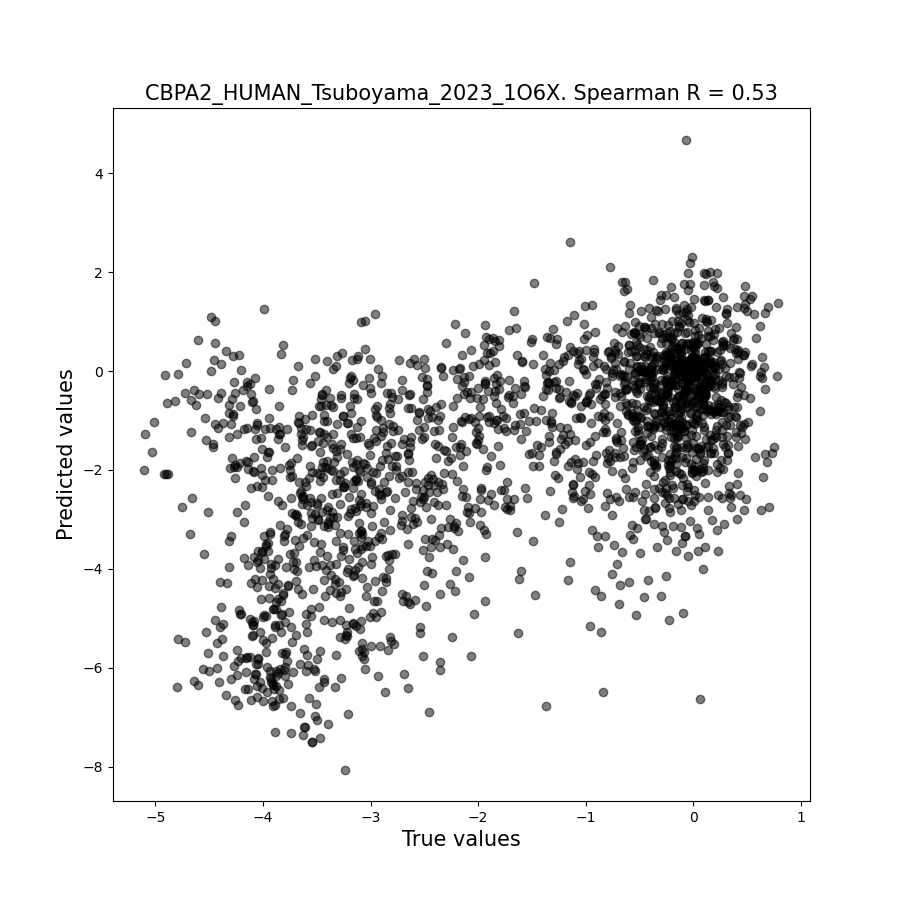 CBPA2_HUMAN_Tsuboyama_2023_1O6X. Spearman R = 0.53
Predicted values
4
2
0
−2
−4
−6
−8
−5 −4 −3 −2 −1 0 1
True values